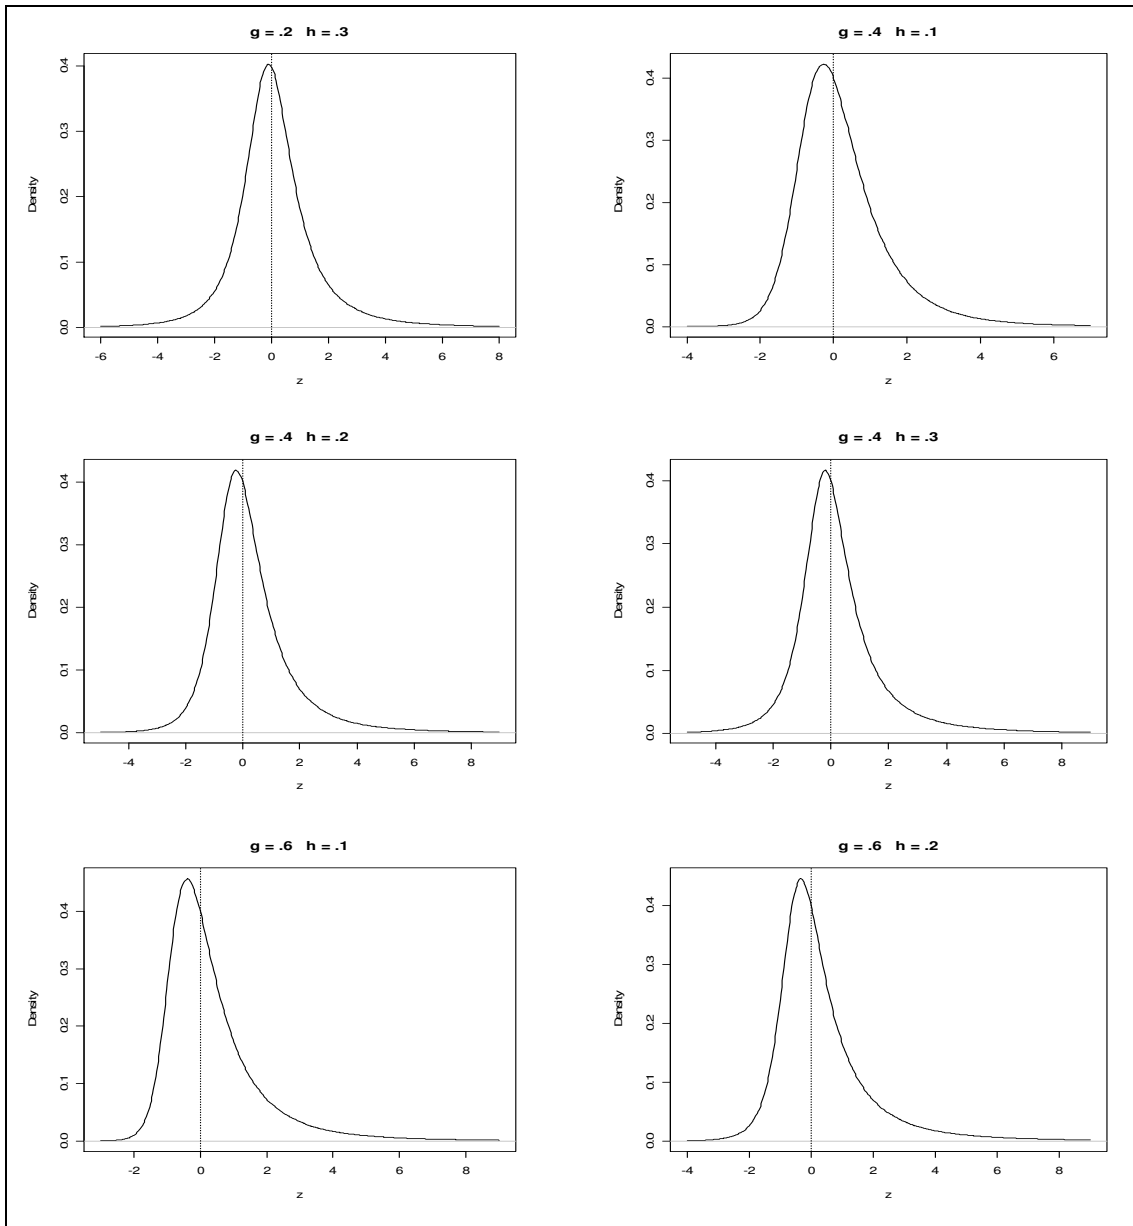 g = .2 h = .3
0.4
0.3
0.2
0.1
0.0
Density
-6 -4 -2 0 2 4 6 8
z
g = .4 h = .1
0.4
0.3
0.2
0.1
0.0
Density
-4 -2 0 2 4 6
z
g = .4 h = .2
0.4
0.3
0.2
0.1
0.0
Density
-4 -2 0 2 4 6 8
z
g = .4 h = .3
0.4
0.3
0.2
0.1
0.0
Density
-4 -2 0 2 4 6 8
z
g = .6 h = .1
0.4
0.3
0.2
0.1
0.0
Density
-2 0 2 4 6 8
z
g = .6 h = .2
0.4
0.3
0.2
0.1
0.0
Density
-4 -2 0 2 4 6 8
z